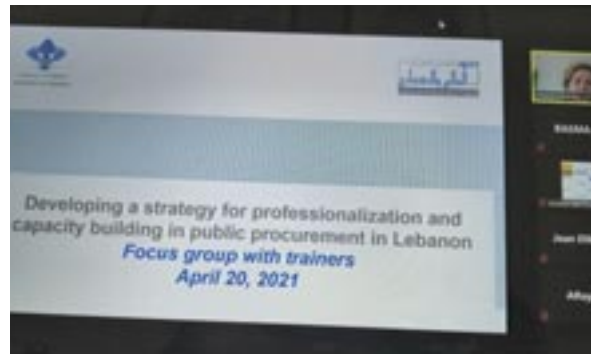 Developing a strategy for professionalization and
capacity building in public procurement in Lebanon
Focus group with trainers
April 20, 2021